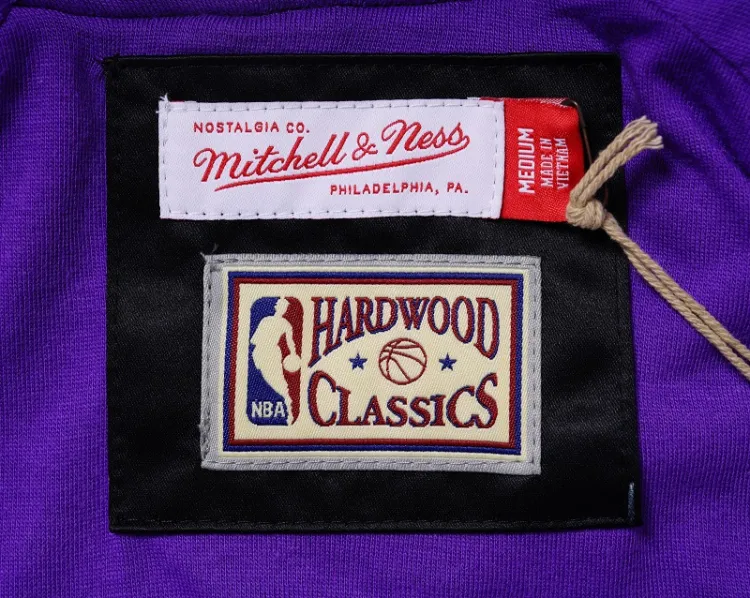 NOSTALGIA CO.
Mitchell & Ness
PHILADELPHIA, PA.
MEDIUM
MADE IN
VIETNAM
HARDWOOD
CLASSICS
NBA